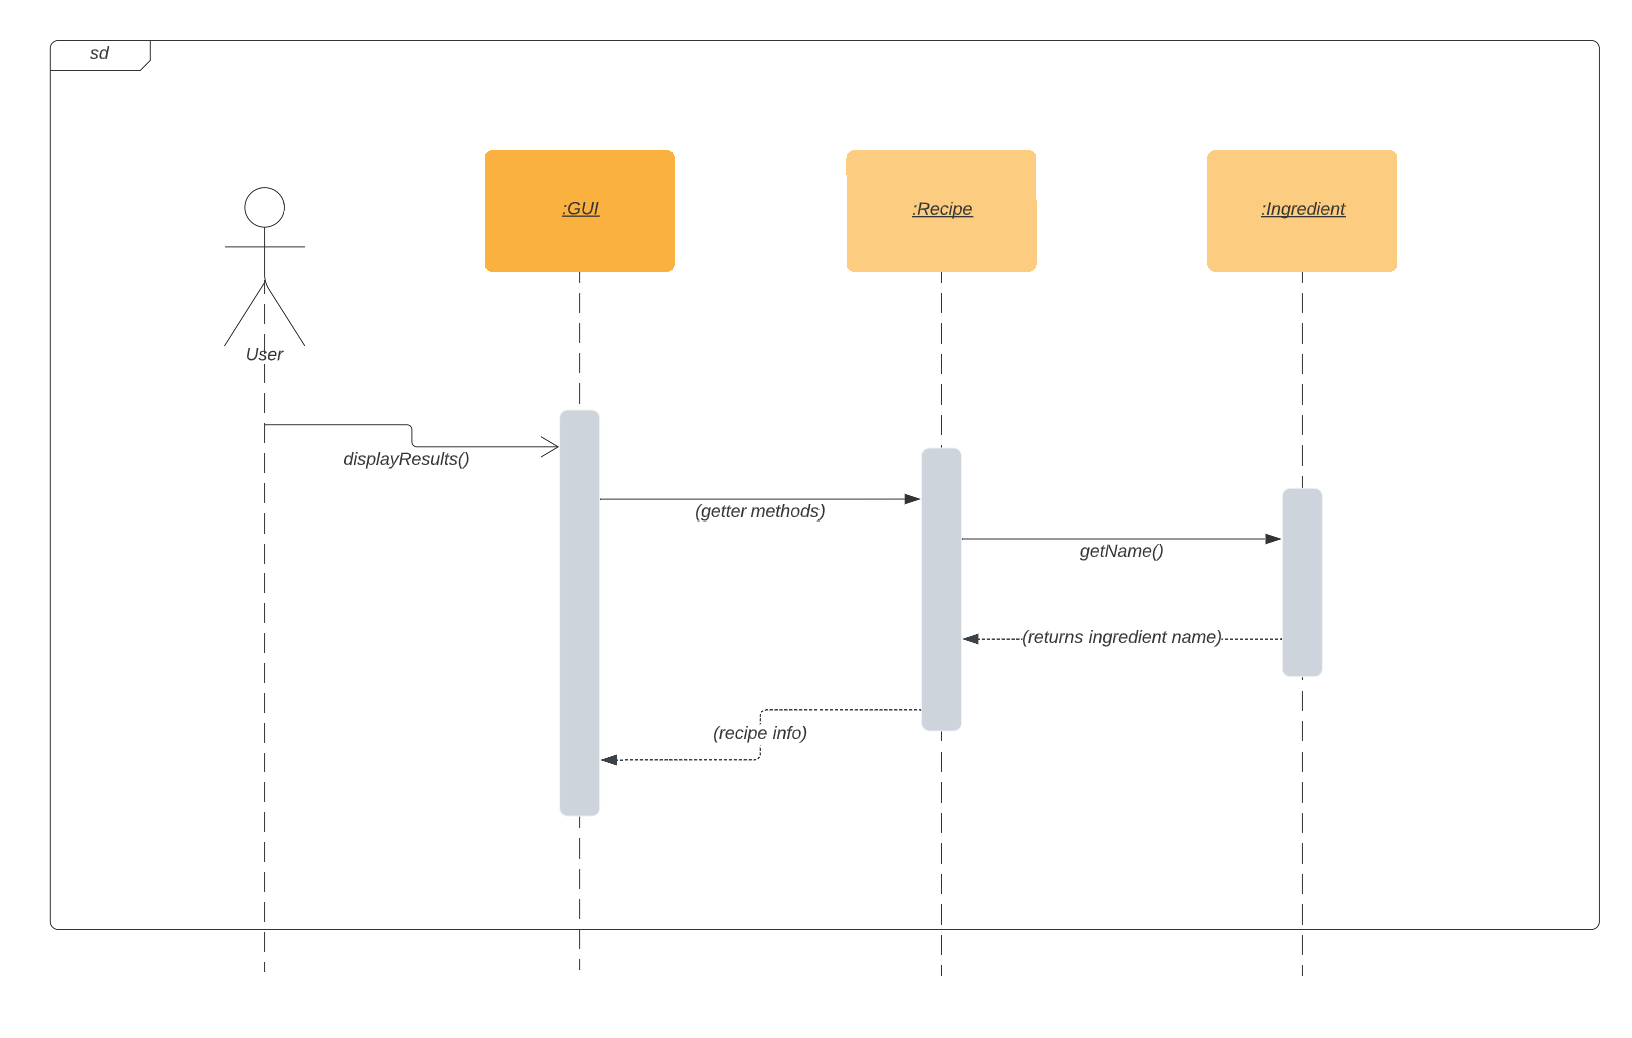 sd
:GUI
:Recipe
:Ingredient
User
displayResults()
(getter methods)
getName()
(returns ingredient name)
(recipe info)